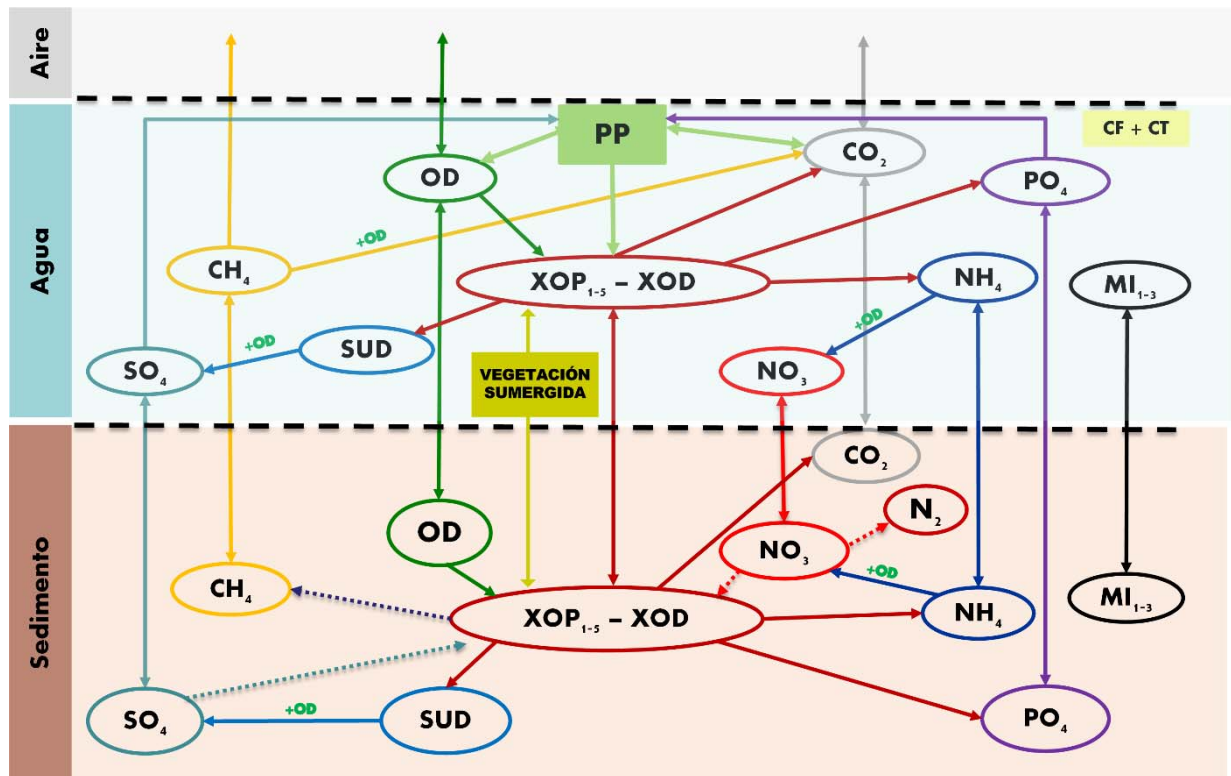 Aire
Agua
Sedimento
CF + CT
PP
CO₂
OD
PO₄
+OD
CH₄
XOP₁₋₅ – XOD
NH₄
MI₁₋₃
+OD
+OD
SUD
SO₄
NO₃
VEGETACIÓN
SUMERGIDA
CO₂
N₂
OD
NO₃
+OD
CH₄
XOP₁₋₅ – XOD
NH₄
MI₁₋₃
+OD
SO₄
SUD
PO₄